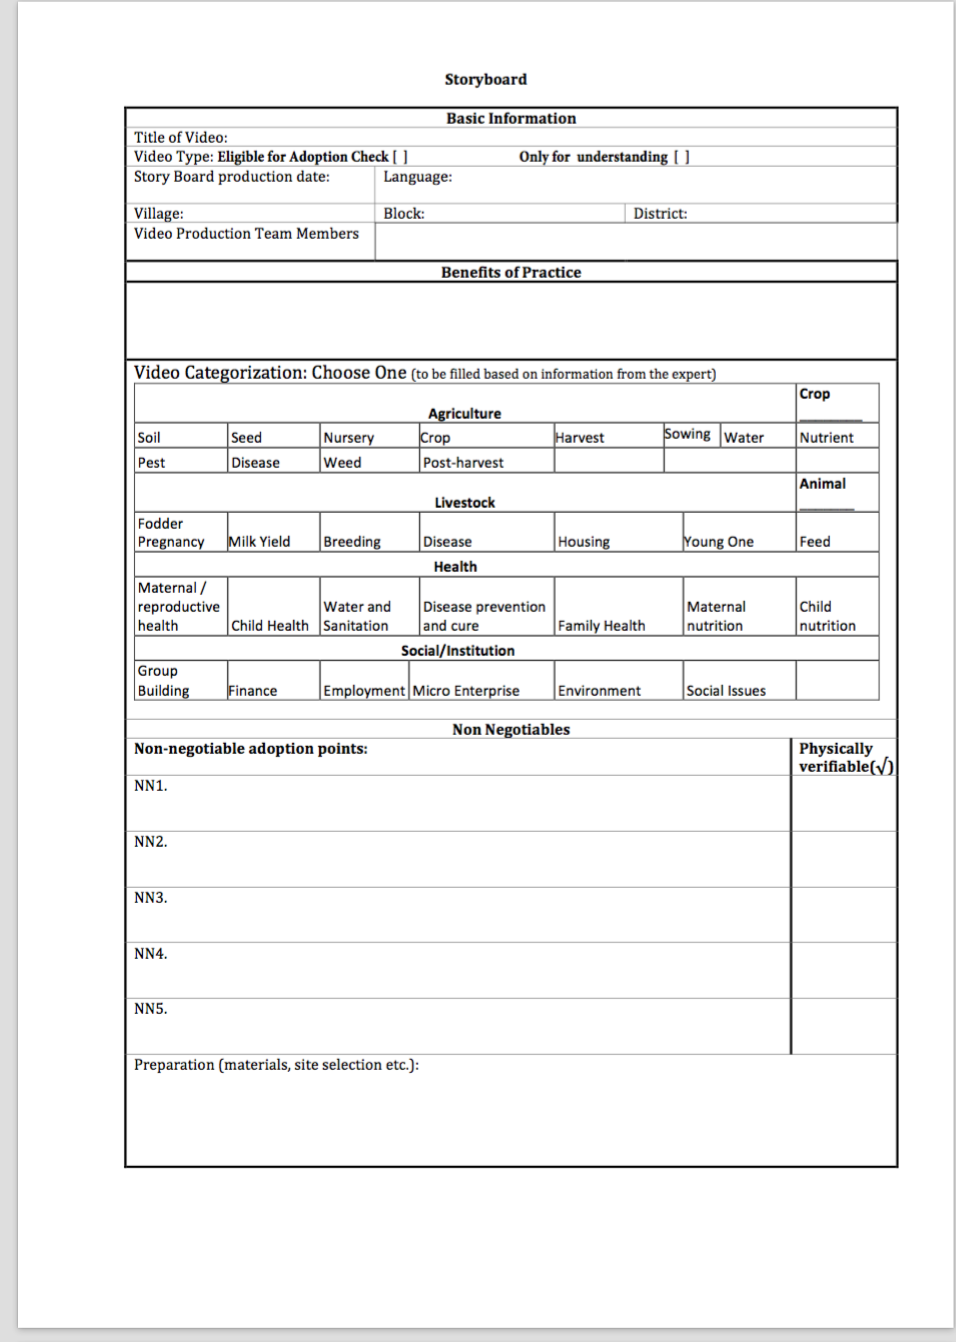 Storyboard
Basic Information
Title of Video:
Video Type: Eligible for Adoption Check [ ] Only for understanding [ ]
Story Board production date: Language:
Village: Block: District:
Video Production Team Members
Benefits of Practice
Video Categorization: Choose One (to be filled based on information from the expert)
Crop
Agriculture ________
Soil Seed Nursery Crop Harvest Sowing Water Nutrient
Pest Disease Weed Post-harvest
Animal
Livestock _______
Fodder
Pregnancy Milk Yield Breeding Disease Housing Young One Feed
Health
Maternal /
reproductive Water and Disease prevention Maternal Child
health Child Health Sanitation and cure Family Health nutrition nutrition
Social/Institution
Group
Building Finance Employment Micro Enterprise Environment Social Issues
Non Negotiables
Non-negotiable adoption points: Physically
verifiable(√)
NN1.
NN2.
NN3.
NN4.
NN5.
Preparation (materials, site selection etc.):